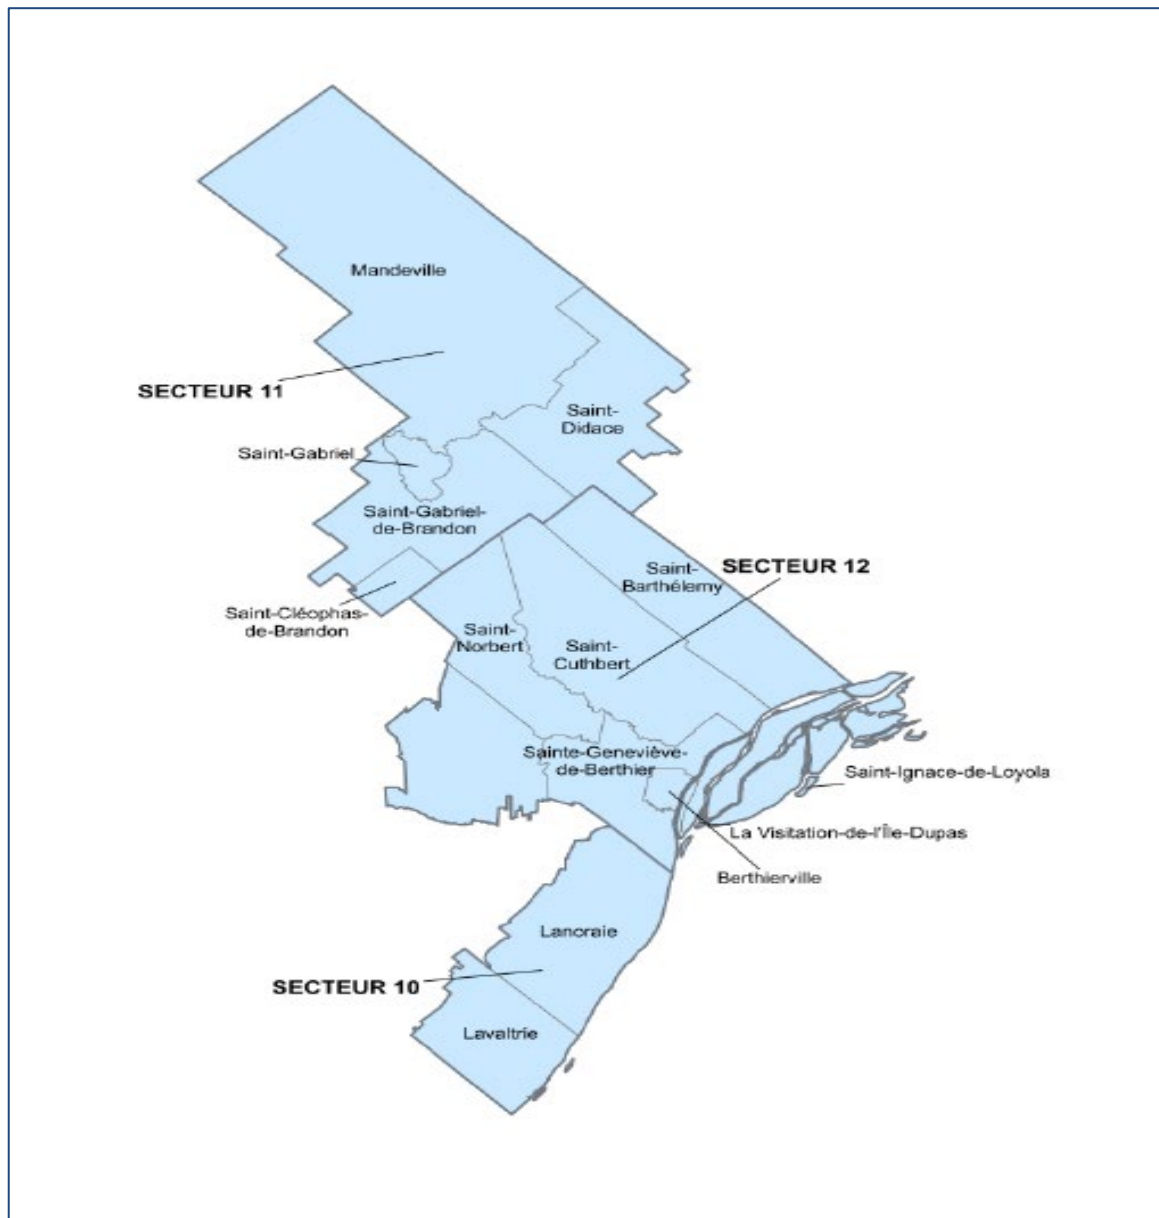 Mandeville
SECTEUR 11
Saint-
Didace
Saint-Gabriel
Saint-Gabriel-
de-Brandon
SECTEUR 12
Saint-
Barthélemy
Saint-Cléophas-
de-Brandon
Saint-
Norbert
Saint-
Cuthbert
Sainte-Geneviève-
de-Berthier
Saint-Ignace-de-Loyola
La Visitation-de-l'Île-Dupas
Berthierville
Lanoraie
SECTEUR 10
Lavaltrie